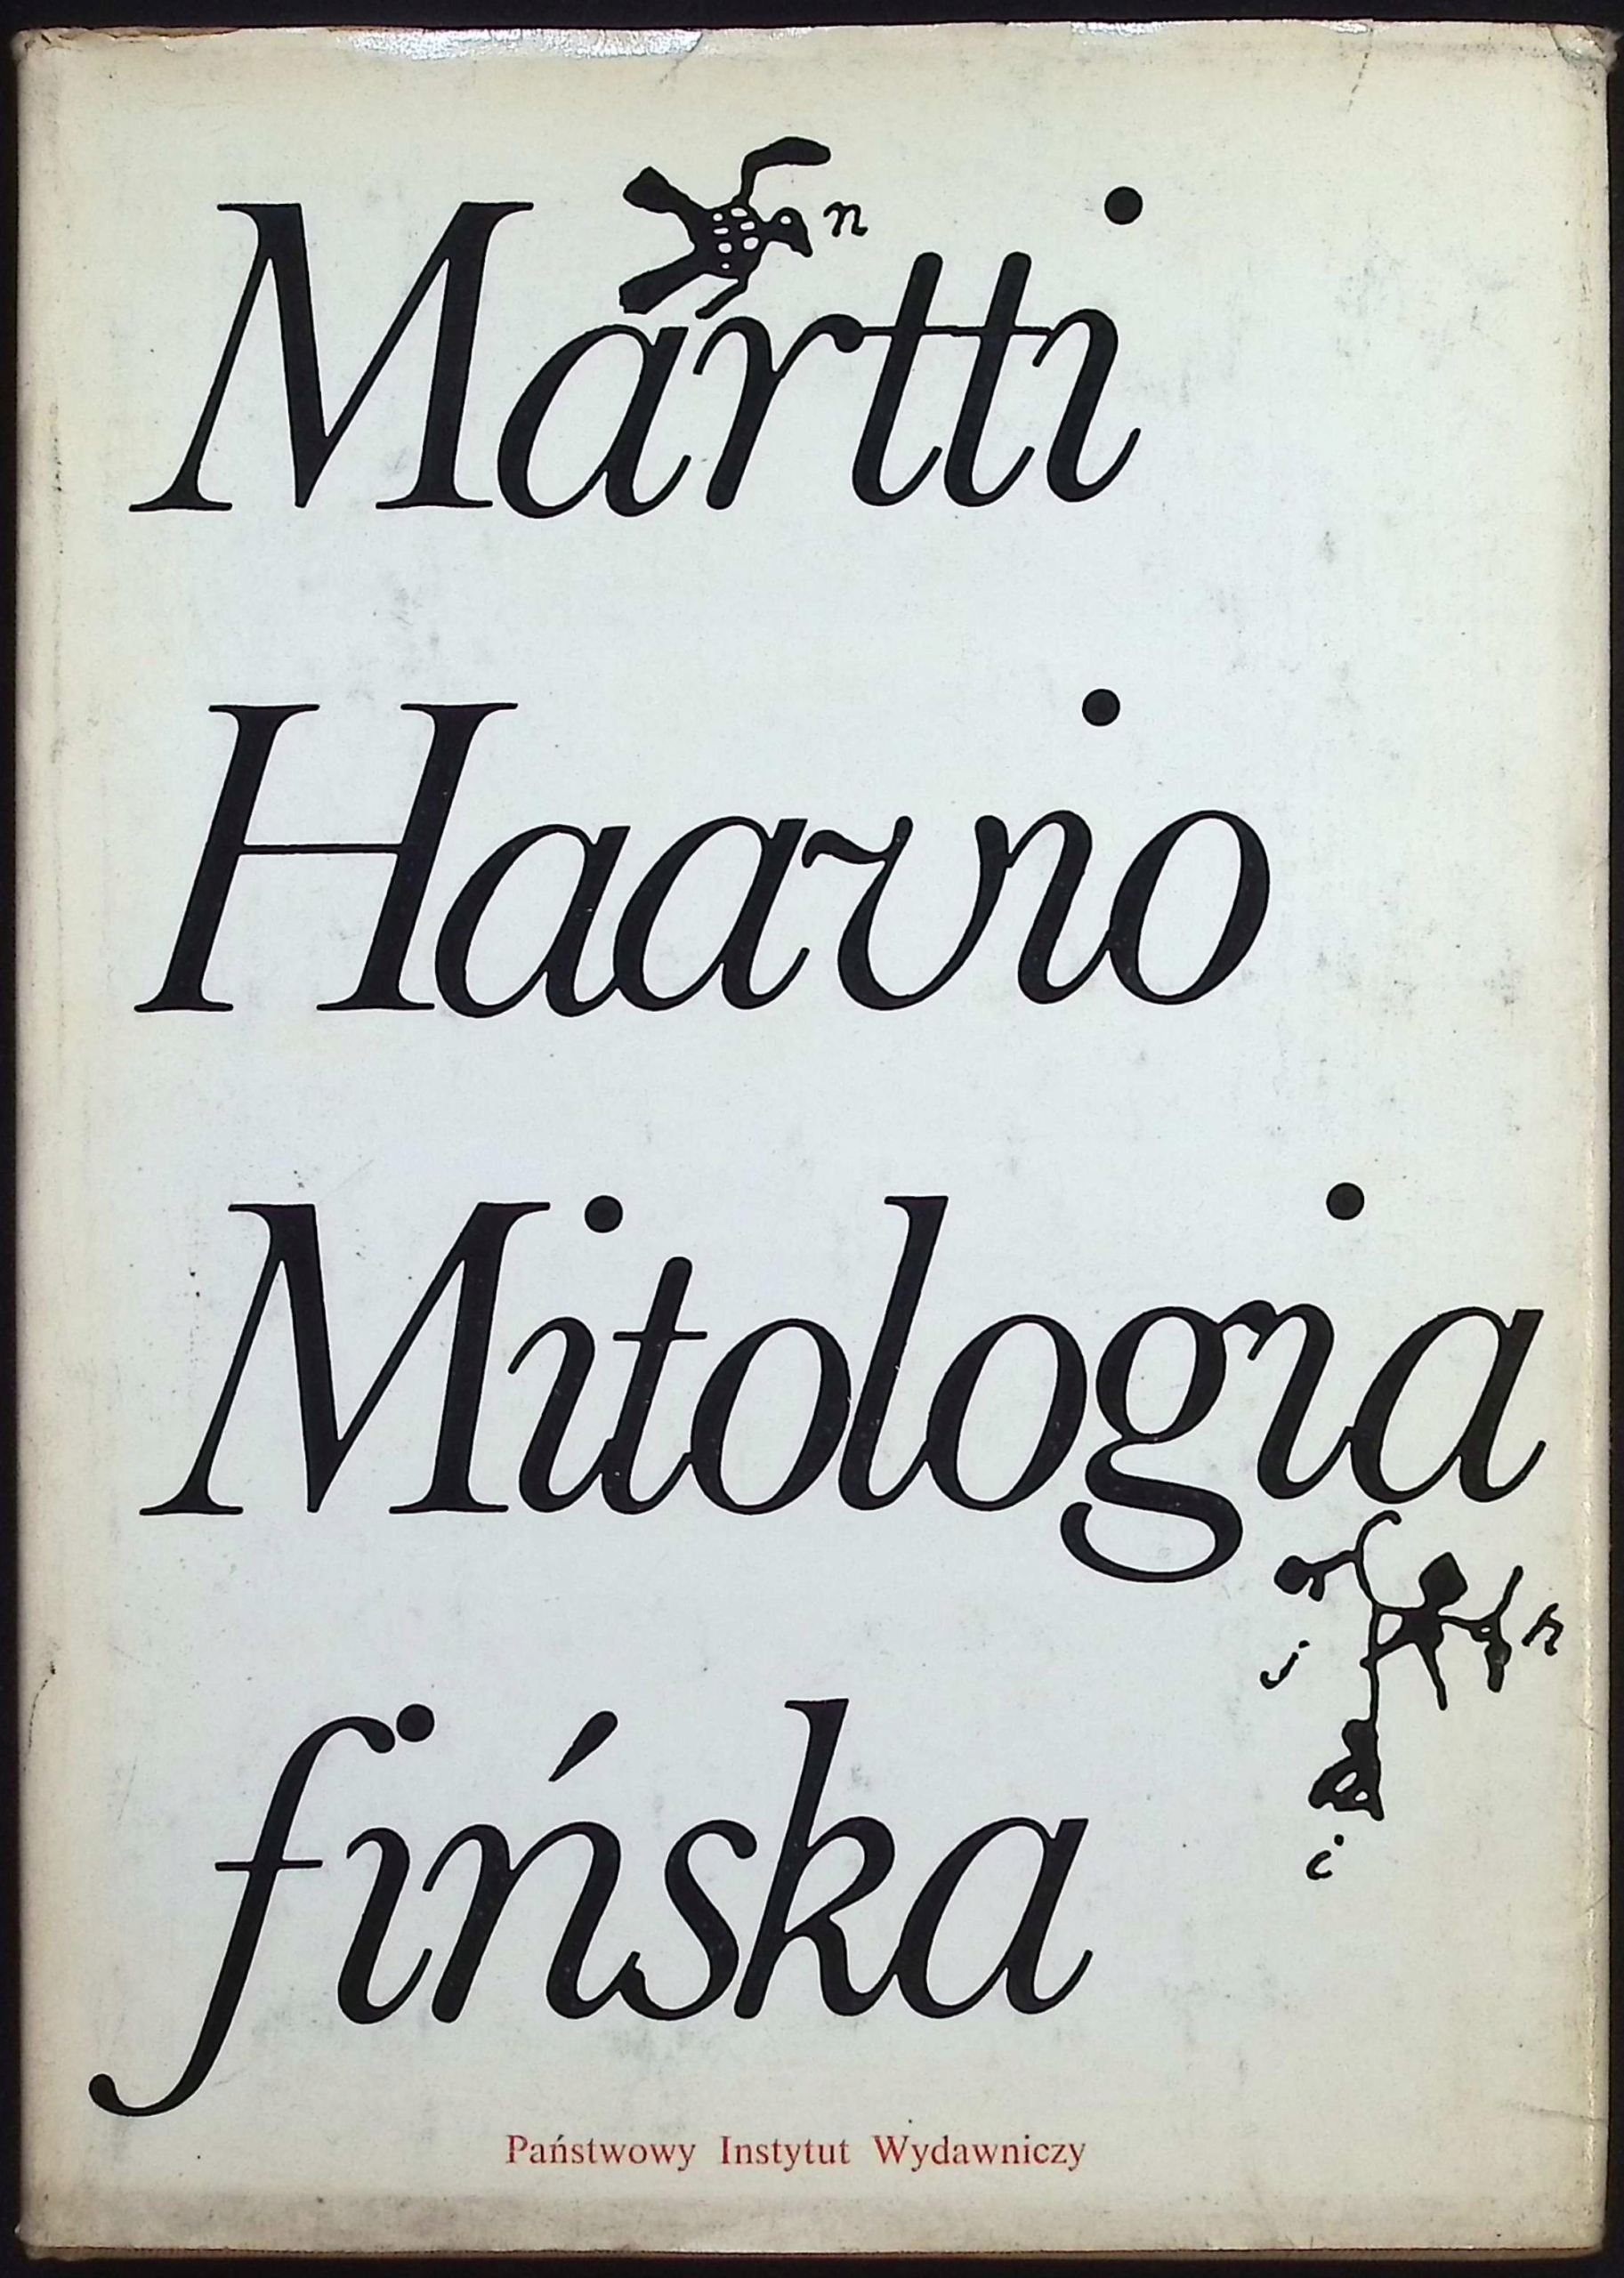 Martti
n
Haavio
Mitologia
h
j
i
fińska
Państwowy Instytut Wydawniczy